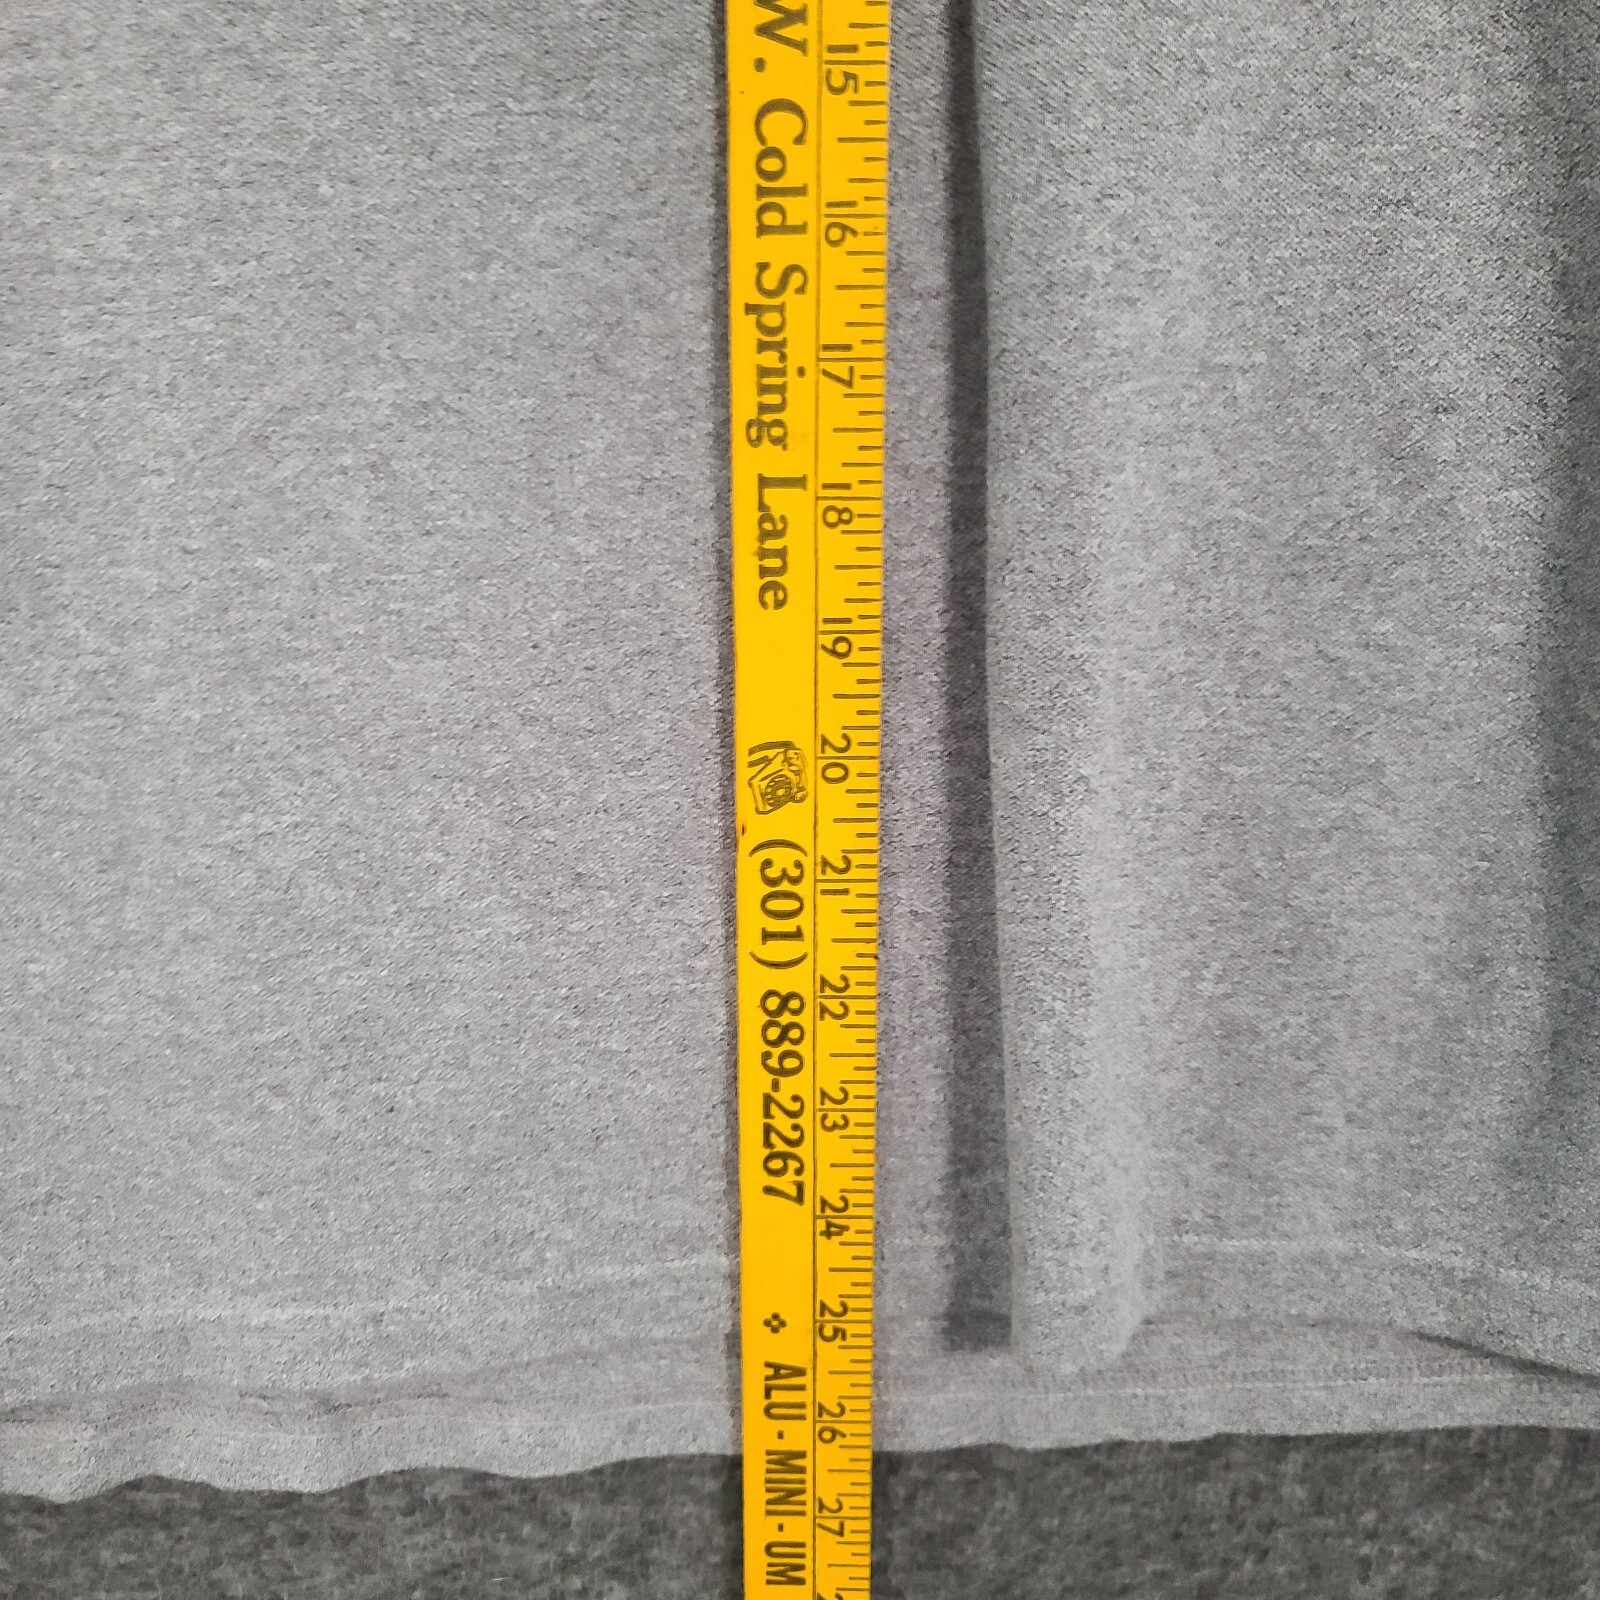 W. Cold Spring Lane (301) 889-2267 ALU-MINI-UM
15 16 17 18 19 20 21 22 23 24 25 26 27